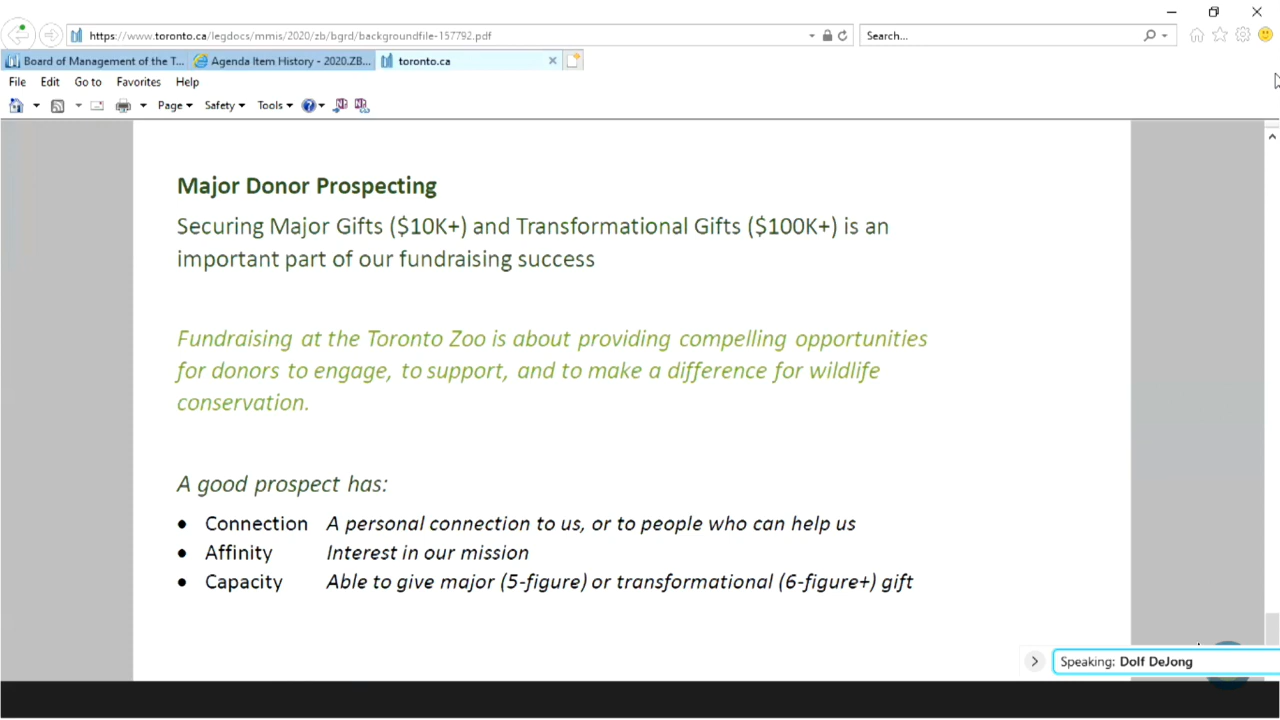 https://www.toronto.ca/legdocs/mmis/2020/zb/bgrd/backgroundfile-157792.pdf
Search...
Board of Management of the T...
Agenda Item History - 2020.ZB...
toronto.ca
File Edit Go to Favorites Help
Page Safety Tools
Major Donor Prospecting
Securing Major Gifts ($10K+) and Transformational Gifts ($100K+) is an
important part of our fundraising success
Fundraising at the Toronto Zoo is about providing compelling opportunities
for donors to engage, to support, and to make a difference for wildlife
conservation.
A good prospect has:
• Connection A personal connection to us, or to people who can help us
• Affinity Interest in our mission
• Capacity Able to give major (5-figure) or transformational (6-figure+) gift
Speaking: Dolf DeJong